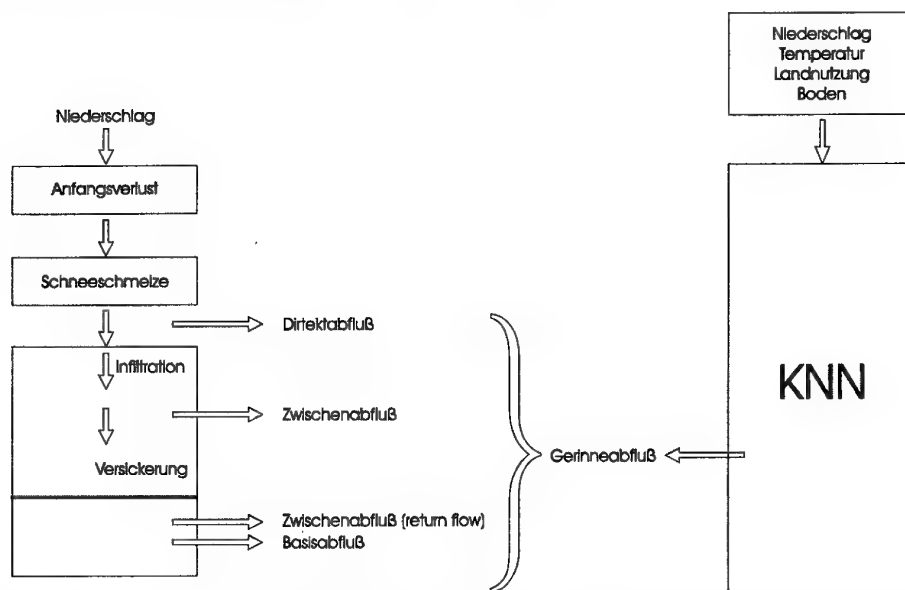 Niederschlag
Temperatur
Landnutzung
Boden
Niederschlag
Anfangsverlust
Schneeschmelze
Dirtektabfluß
Infiltration
KNN
Zwischenabfluß
Gerinneabfluß
Versickerung
Zwischenabfluß (return flow)
Basisabfluß